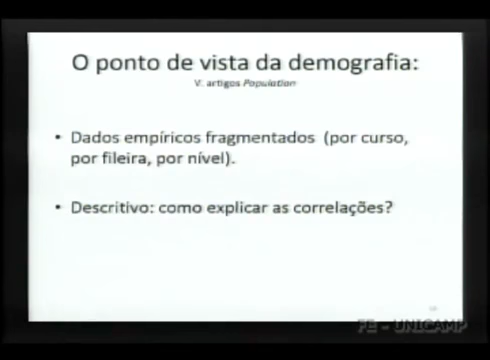 O ponto de vista da demografia:
V. artigos Population
• Dados empíricos fragmentados (por curso,
por fileira, por nível).
• Descritivo: como explicar as correlações?
FE - UNICAMP